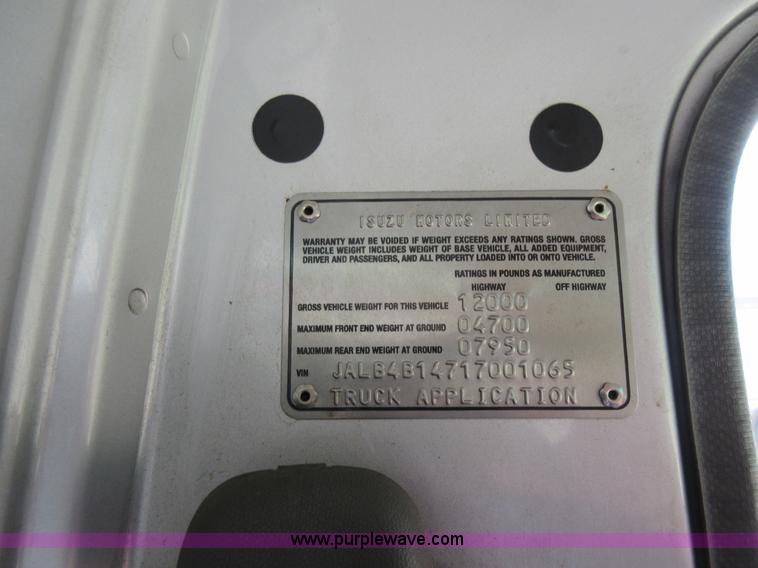 ISUZU MOTORS LIMITED
WARRANTY MAY BE VOIDED IF WEIGHT EXCEEDS ANY RATINGS SHOWN. GROSS
VEHICLE WEIGHT INCLUDES WEIGHT OF BASE VEHICLE, ALL ADDED EQUIPMENT,
DRIVER AND PASSENGERS, AND ALL PROPERTY LOADED INTO OR ONTO VEHICLE.
RATINGS IN POUNDS AS MANUFACTURED
HIGHWAY OFF HIGHWAY
GROSS VEHICLE WEIGHT FOR THIS VEHICLE 12000
MAXIMUM FRONT END WEIGHT AT GROUND 04700
MAXIMUM REAR END WEIGHT AT GROUND 07950
VIN JALB4B14717001065
TRUCK APPLICATION
www.purplewave.com